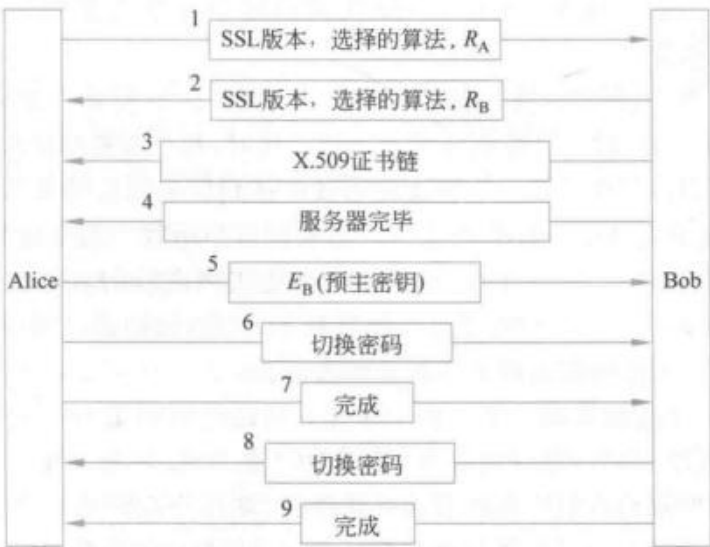 1
SSL版本，选择的算法, R_A
2
SSL版本，选择的算法, R_B
3
X.509证书链
4
服务器完毕
Alice
5
E_B(预主密钥)
Bob
6
切换密码
7
完成
8
切换密码
9
完成